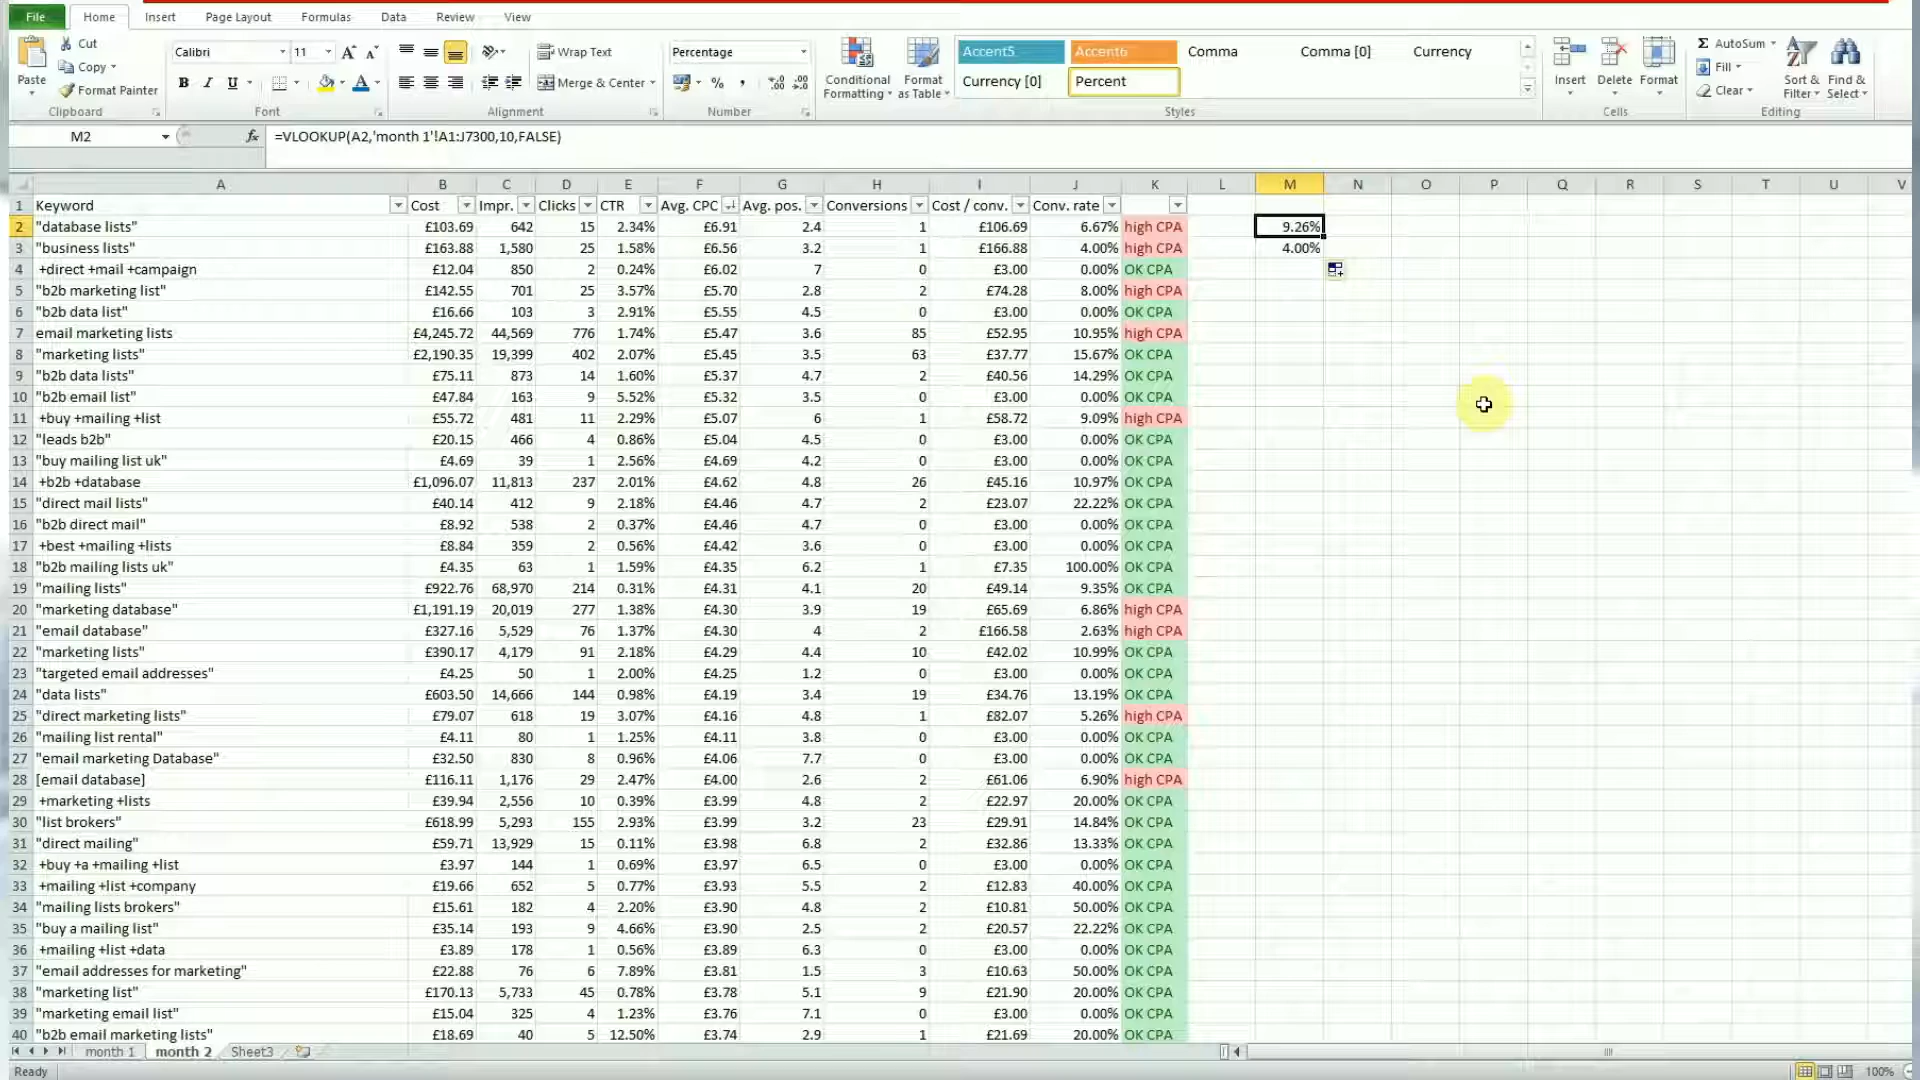 File Home Insert Page Layout Formulas Data Review View
Cut
Copy
Format Painter
Paste
Clipboard
Calibri 11
B I U
Font
Wrap Text
Merge & Center
Alignment
Percentage
%
Number
Conditional Formatting
Format as Table
Accent5 Accent6 Comma Comma [0] Currency
Currency [0] Percent
Styles
Insert Delete Format
Cells
AutoSum
Fill
Clear
Sort & Filter
Find & Select
Editing
M2 fx =VLOOKUP(A2,'month 1'!A1:J7300,10,FALSE)
A B C D E F G H I J K L M N O P Q R S T U V
1 Keyword Cost Impr. Clicks CTR Avg. CPC Avg. pos. Conversions Cost / conv. Conv. rate
2 "database lists" £103.69 642 15 2.34% £6.91 2.4 1 £106.69 6.67% high CPA 9.26%
3 "business lists" £163.88 1,580 25 1.58% £6.56 3.2 1 £166.88 4.00% high CPA 4.00%
4 +direct +mail +campaign £12.04 850 2 0.24% £6.02 7 0 £3.00 0.00% OK CPA
5 "b2b marketing list" £142.55 701 25 3.57% £5.70 2.8 2 £74.28 8.00% high CPA
6 "b2b data list" £16.66 103 3 2.91% £5.55 4.5 0 £3.00 0.00% OK CPA
7 email marketing lists £4,245.72 44,569 776 1.74% £5.47 3.6 85 £52.95 10.95% high CPA
8 "marketing lists" £2,190.35 19,399 402 2.07% £5.45 3.5 63 £37.77 15.67% OK CPA
9 "b2b data lists" £75.11 873 14 1.60% £5.37 4.7 2 £40.56 14.29% OK CPA
10 "b2b email list" £47.84 163 9 5.52% £5.32 3.5 0 £3.00 0.00% OK CPA
11 +buy +mailing +list £55.72 481 11 2.29% £5.07 6 1 £58.72 9.09% high CPA
12 "leads b2b" £20.15 466 4 0.86% £5.04 4.5 0 £3.00 0.00% OK CPA
13 "buy mailing list uk" £4.69 39 1 2.56% £4.69 4.2 0 £3.00 0.00% OK CPA
14 +b2b +database £1,096.07 11,813 237 2.01% £4.62 4.8 26 £45.16 10.97% OK CPA
15 "direct mail lists" £40.14 412 9 2.18% £4.46 4.7 2 £23.07 22.22% OK CPA
16 "b2b direct mail" £8.92 538 2 0.37% £4.46 4.7 0 £3.00 0.00% OK CPA
17 +best +mailing +lists £8.84 359 2 0.56% £4.42 3.6 0 £3.00 0.00% OK CPA
18 "b2b mailing lists uk" £4.35 63 1 1.59% £4.35 6.2 1 £7.35 100.00% OK CPA
19 "mailing lists" £922.76 68,970 214 0.31% £4.31 4.1 20 £49.14 9.35% OK CPA
20 "marketing database" £1,191.19 20,019 277 1.38% £4.30 3.9 19 £65.69 6.86% high CPA
21 "email database" £327.16 5,529 76 1.37% £4.30 4 2 £166.58 2.63% high CPA
22 "marketing lists" £390.17 4,179 91 2.18% £4.29 4.4 10 £42.02 10.99% OK CPA
23 "targeted email addresses" £4.25 50 1 2.00% £4.25 1.2 0 £3.00 0.00% OK CPA
24 "data lists" £603.50 14,666 144 0.98% £4.19 3.4 19 £34.76 13.19% OK CPA
25 "direct marketing lists" £79.07 618 19 3.07% £4.16 4.8 1 £82.07 5.26% high CPA
26 "mailing list rental" £4.11 80 1 1.25% £4.11 3.8 0 £3.00 0.00% OK CPA
27 "email marketing Database" £32.50 830 8 0.96% £4.06 7.7 0 £3.00 0.00% OK CPA
28 [email database] £116.11 1,176 29 2.47% £4.00 2.6 2 £61.06 6.90% high CPA
29 +marketing +lists £39.94 2,556 10 0.39% £3.99 4.8 2 £22.97 20.00% OK CPA
30 "list brokers" £618.99 5,293 155 2.93% £3.99 3.2 23 £29.91 14.84% OK CPA
31 "direct mailing" £59.71 13,929 15 0.11% £3.98 6.8 2 £32.86 13.33% OK CPA
32 +buy +a +mailing +list £3.97 144 1 0.69% £3.97 6.5 0 £3.00 0.00% OK CPA
33 +mailing +list +company £19.66 652 5 0.77% £3.93 5.5 2 £12.83 40.00% OK CPA
34 "mailing lists brokers" £15.61 182 4 2.20% £3.90 4.8 2 £10.81 50.00% OK CPA
35 "buy a mailing list" £35.14 193 9 4.66% £3.90 2.5 2 £20.57 22.22% OK CPA
36 +mailing +list +data £3.89 178 1 0.56% £3.89 6.3 0 £3.00 0.00% OK CPA
37 "email addresses for marketing" £22.88 76 6 7.89% £3.81 1.5 3 £10.63 50.00% OK CPA
38 "marketing list" £170.13 5,733 45 0.78% £3.78 5.1 9 £21.90 20.00% OK CPA
39 "marketing email list" £15.04 325 4 1.23% £3.76 7.1 0 £3.00 0.00% OK CPA
40 "b2b email marketing lists" £18.69 40 5 12.50% £3.74 2.9 1 £21.69 20.00% OK CPA
month 1 month 2 Sheet3
Ready 100%